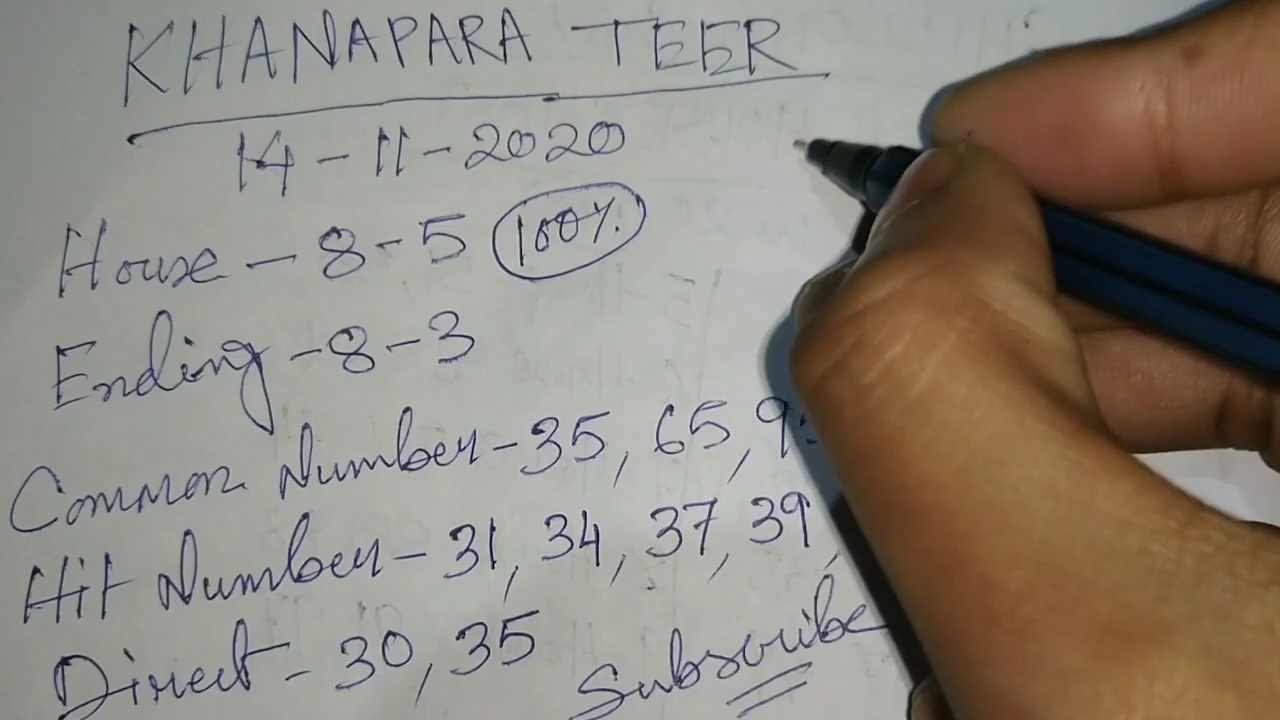 KHANAPARA TEER
14-11-2020
House - 8-5 100%.
Ending - 8-3
Common Number - 35, 65,
Hit Number - 31, 34, 37, 39,
Direct - 30, 35
Subscribe